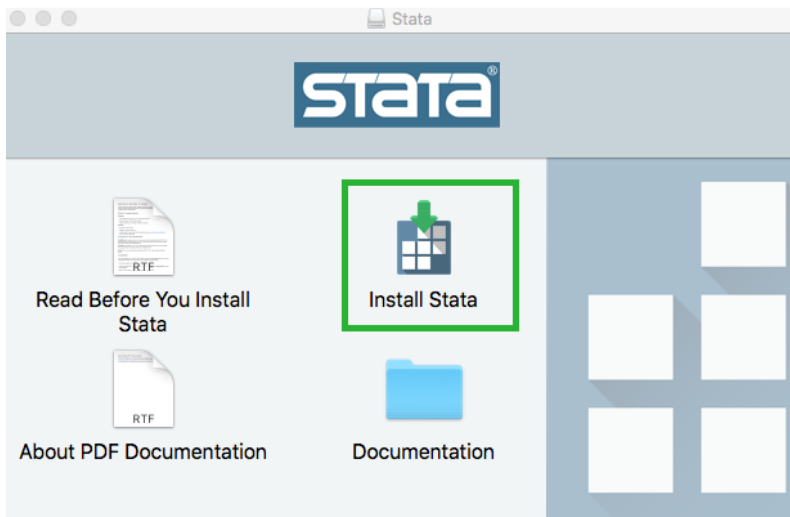 Stata
STATA®
RTF
Read Before You Install
Stata
Install Stata
RTF
About PDF Documentation
Documentation